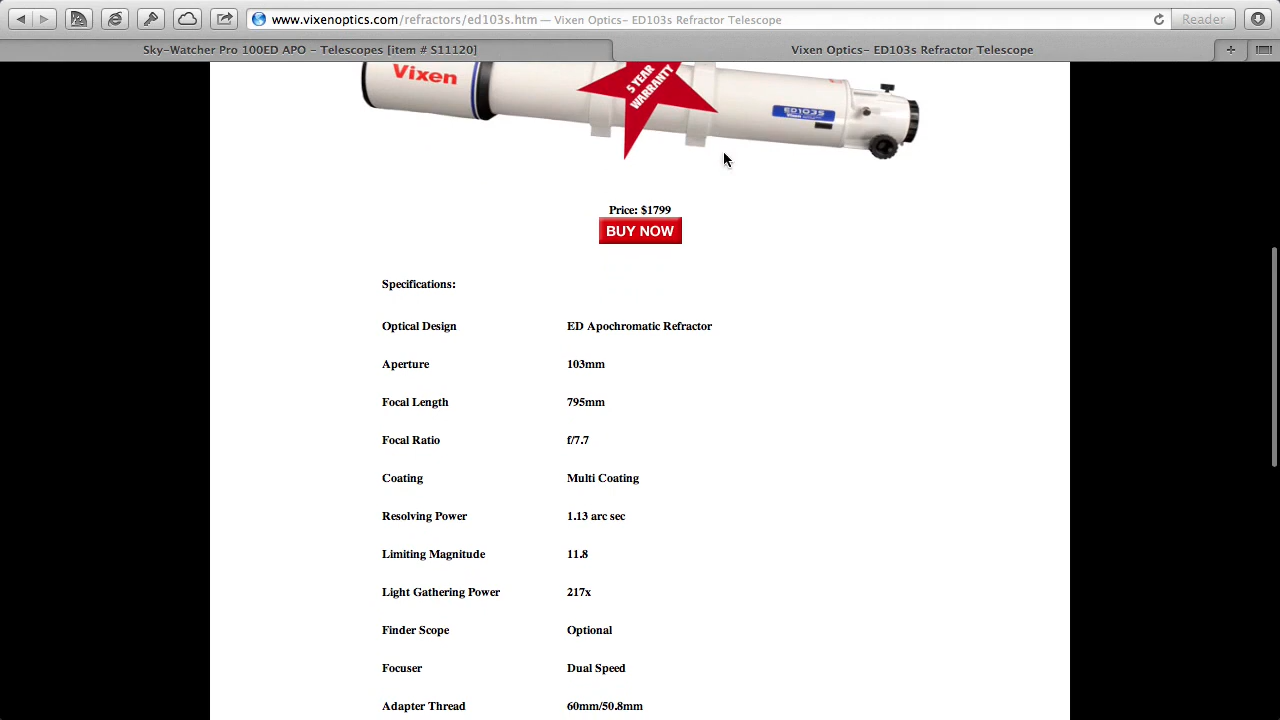 www.vixenoptics.com/refractors/ed103s.htm — Vixen Optics- ED103s Refractor Telescope
Reader
Sky-Watcher Pro 100ED APO – Telescopes [item # S11120]
Vixen Optics- ED103s Refractor Telescope
Vixen
5 YEAR
WARRANTY
ED103S
Price: $1799
BUY NOW
Specifications:
Optical Design ED Apochromatic Refractor
Aperture 103mm
Focal Length 795mm
Focal Ratio f/7.7
Coating Multi Coating
Resolving Power 1.13 arc sec
Limiting Magnitude 11.8
Light Gathering Power 217x
Finder Scope Optional
Focuser Dual Speed
Adapter Thread 60mm/50.8mm